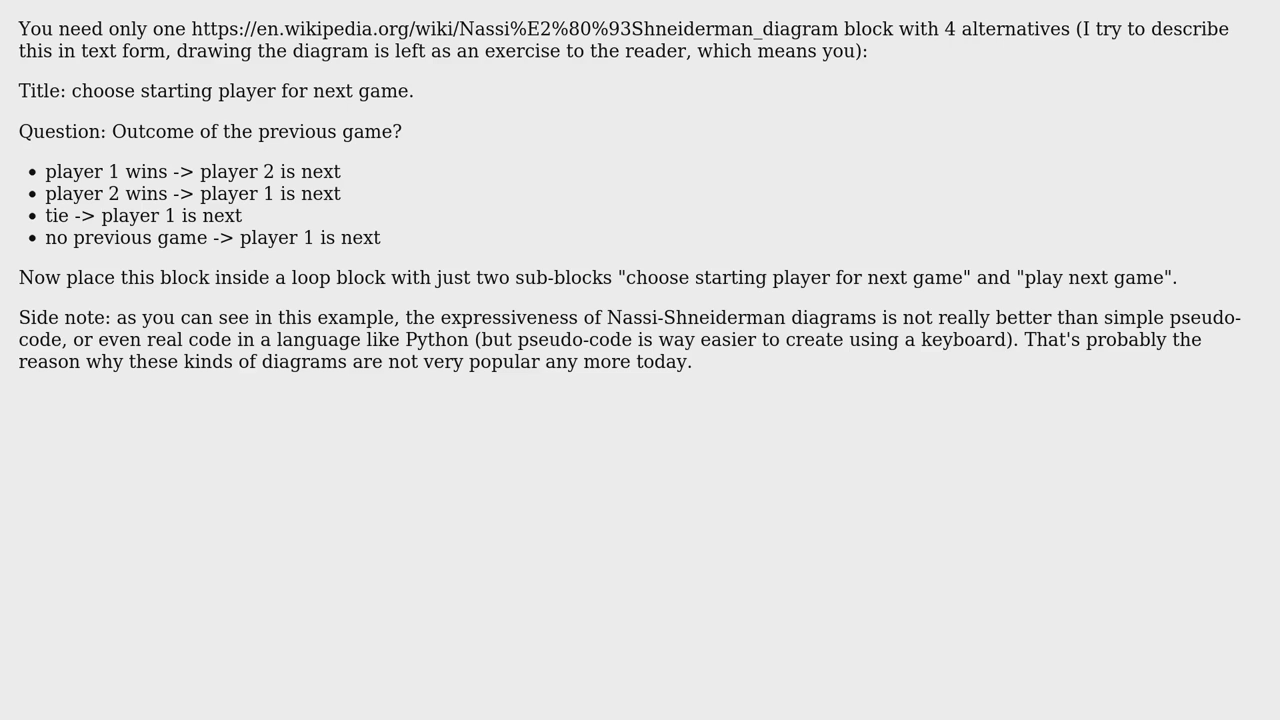 You need only one https://en.wikipedia.org/wiki/Nassi%E2%80%93Shneiderman_diagram block with 4 alternatives (I try to describe
this in text form, drawing the diagram is left as an exercise to the reader, which means you):
Title: choose starting player for next game.
Question: Outcome of the previous game?
• player 1 wins -> player 2 is next
• player 2 wins -> player 1 is next
• tie -> player 1 is next
• no previous game -> player 1 is next
Now place this block inside a loop block with just two sub-blocks "choose starting player for next game" and "play next game".
Side note: as you can see in this example, the expressiveness of Nassi-Shneiderman diagrams is not really better than simple pseudo-
code, or even real code in a language like Python (but pseudo-code is way easier to create using a keyboard). That's probably the
reason why these kinds of diagrams are not very popular any more today.